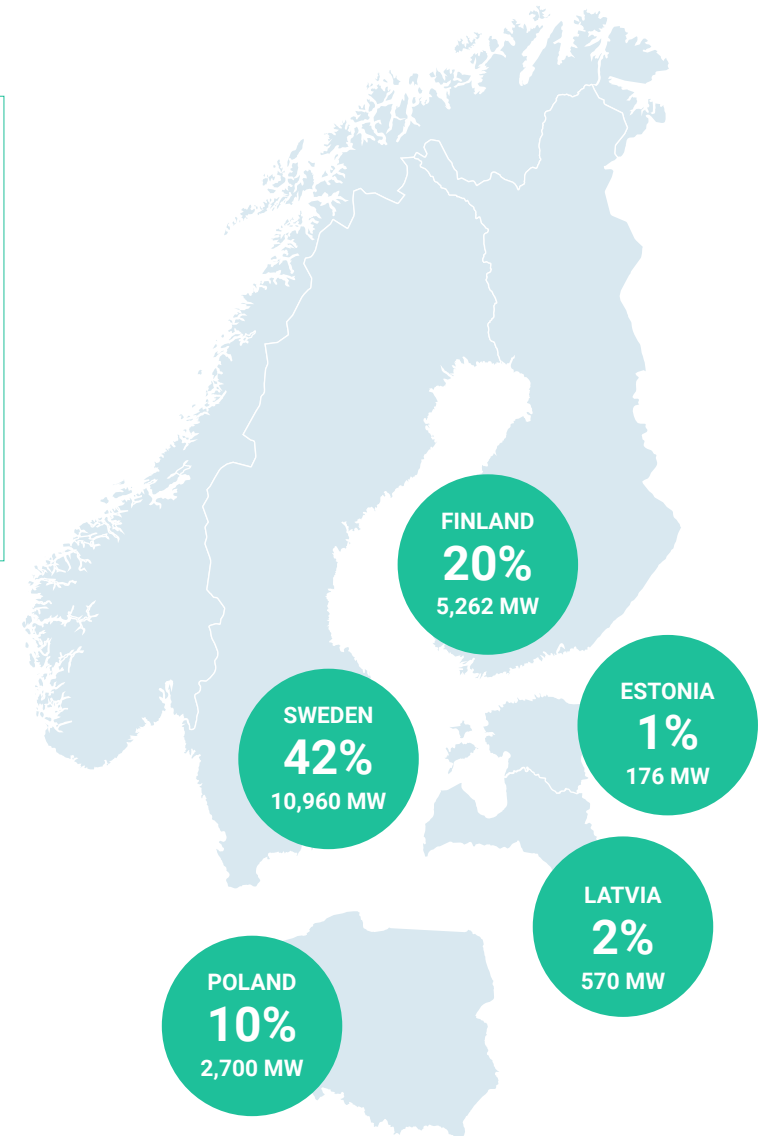 FINLAND
20%
5,262 MW
ESTONIA
1%
176 MW
SWEDEN
42%
10,960 MW
LATVIA
2%
570 MW
POLAND
10%
2,700 MW